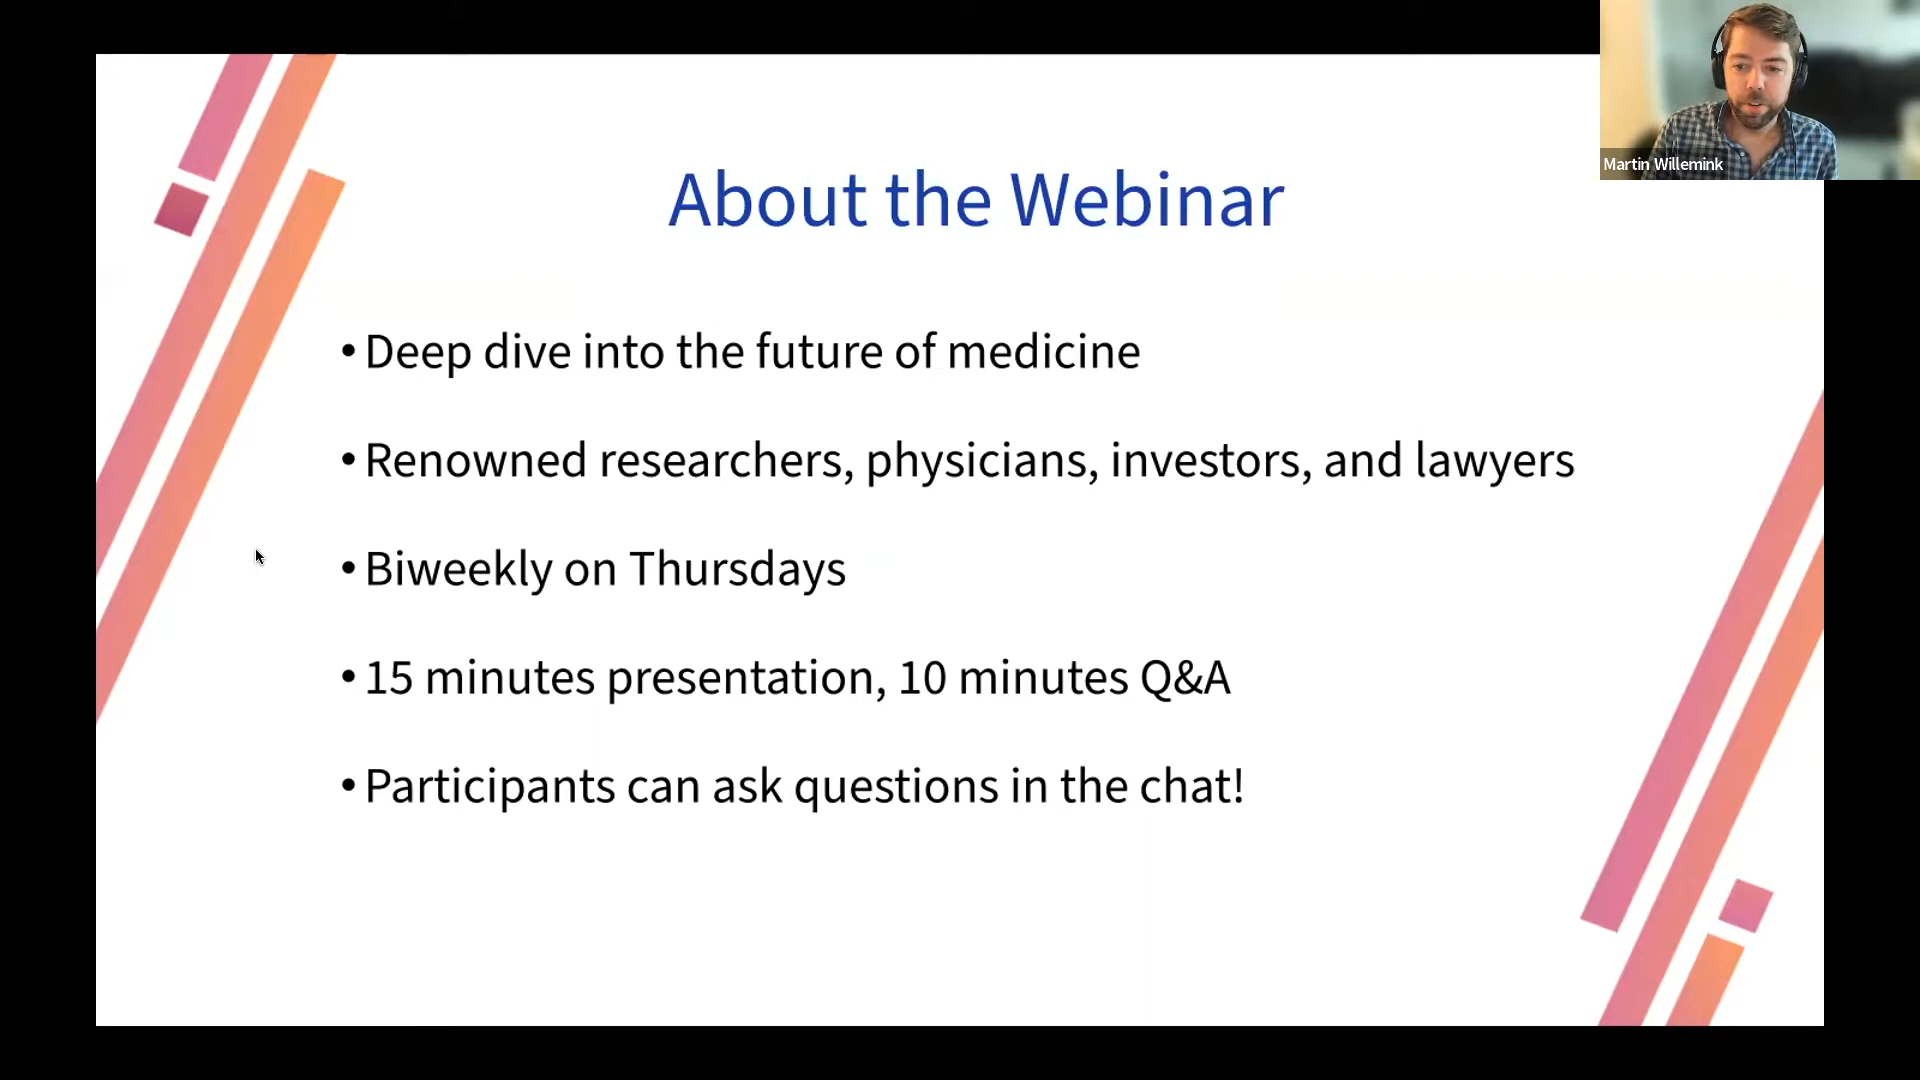 Martin Willemink
About the Webinar
• Deep dive into the future of medicine
• Renowned researchers, physicians, investors, and lawyers
• Biweekly on Thursdays
• 15 minutes presentation, 10 minutes Q&A
• Participants can ask questions in the chat!